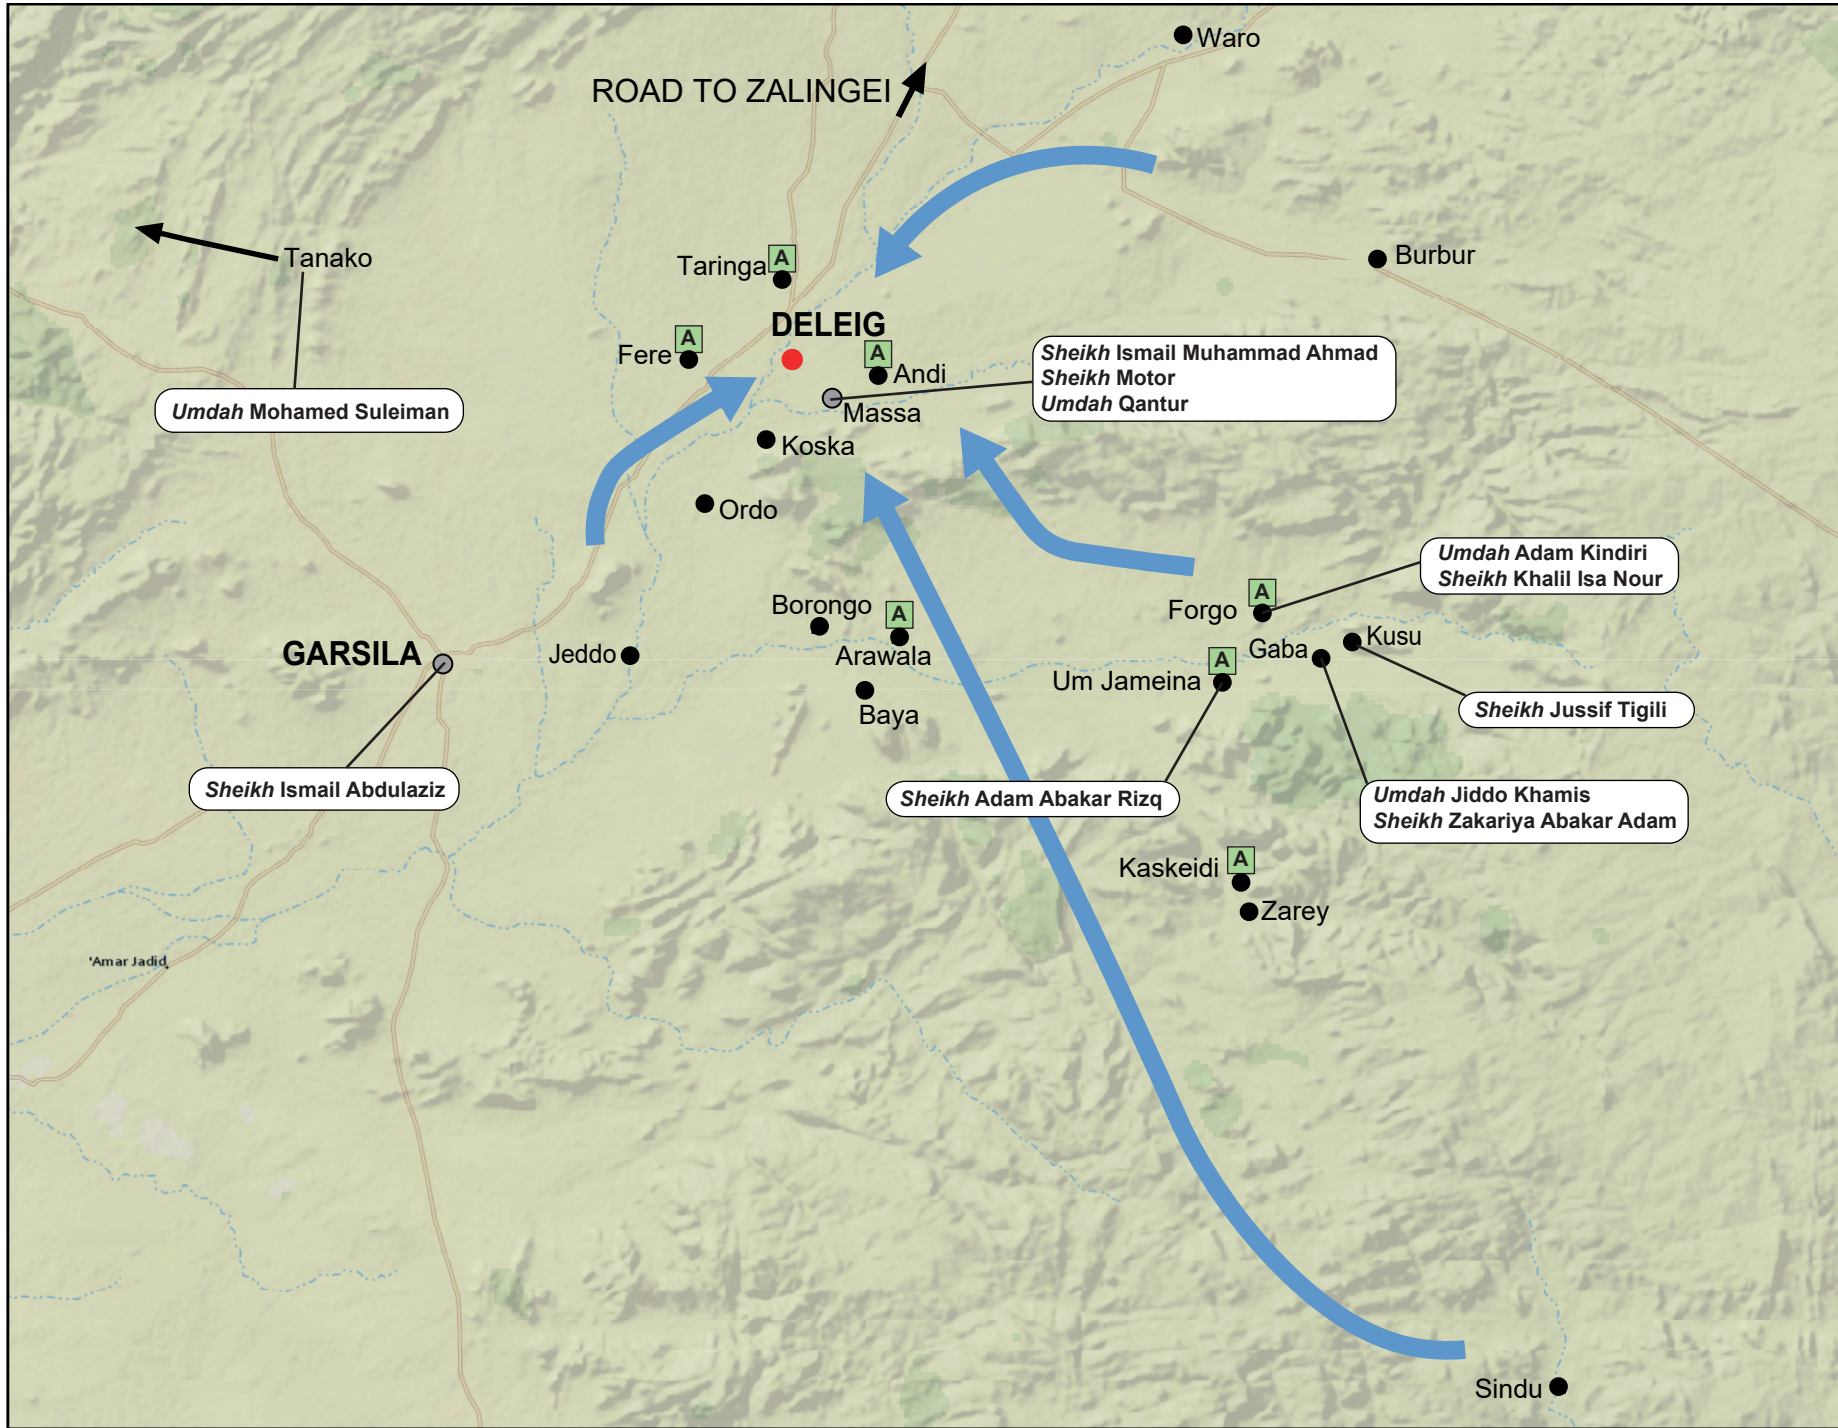 Waro
ROAD TO ZALINGEI
Tanako
Taringa
A
Burbur
DELEIG
Fere
A
A
Andi
Sheikh Ismail Muhammad Ahmad
Sheikh Motor
Umdah Qantur
Umdah Mohamed Suleiman
Massa
Koska
Ordo
Umdah Adam Kindiri
Sheikh Khalil Isa Nour
Borongo
A
Arawala
Forgo
A
GARSILA
Jeddo
Gaba
Kusu
Um Jameina
A
Baya
Sheikh Jussif Tigili
Sheikh Ismail Abdulaziz
Sheikh Adam Abakar Rizq
Umdah Jiddo Khamis
Sheikh Zakariya Abakar Adam
Kaskeidi
A
Zarey
'Amar Jadid
Sindu